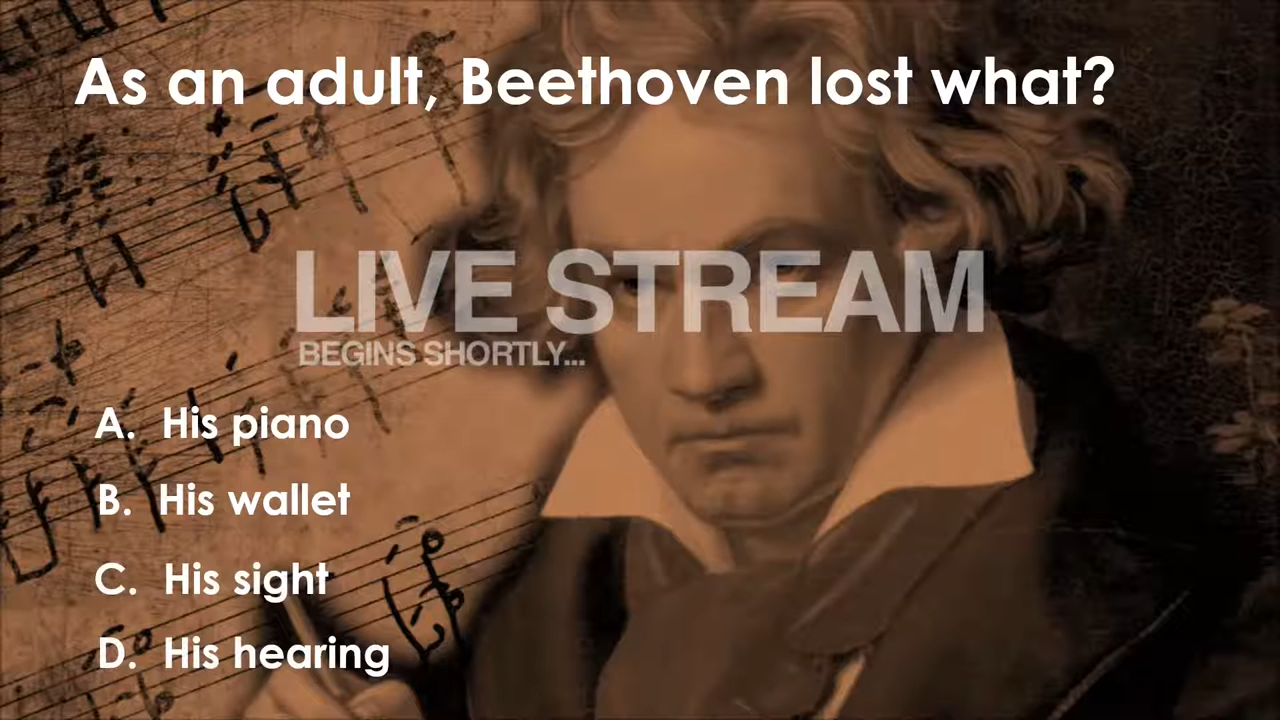 As an adult, Beethoven lost what?
LIVE STREAM
BEGINS SHORTLY...
A. His piano
B. His wallet
C. His sight
D. His hearing